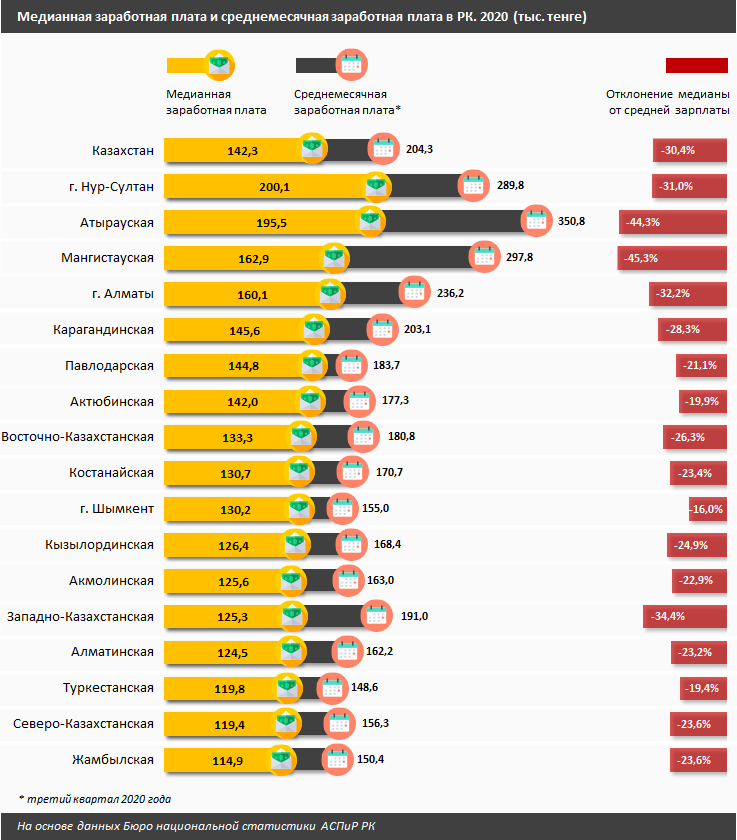 Медианная заработная плата и среднемесячная заработная плата в РК. 2020 (тыс. тенге)
Медианная заработная плата
Среднемесячная заработная плата*
Отклонение медианы от средней зарплаты
Казахстан 142,3 204,3 -30,4%
г. Нур-Султан 200,1 289,8 -31,0%
Атырауская 195,5 350,8 -44,3%
Мангистауская 162,9 297,8 -45,3%
г. Алматы 160,1 236,2 -32,2%
Карагандинская 145,6 203,1 -28,3%
Павлодарская 144,8 183,7 -21,1%
Актюбинская 142,0 177,3 -19,9%
Восточно-Казахстанская 133,3 180,8 -26,3%
Костанайская 130,7 170,7 -23,4%
г. Шымкент 130,2 155,0 -16,0%
Кызылординская 126,4 168,4 -24,9%
Акмолинская 125,6 163,0 -22,9%
Западно-Казахстанская 125,3 191,0 -34,4%
Алматинская 124,5 162,2 -23,2%
Туркестанская 119,8 148,6 -19,4%
Северо-Казахстанская 119,4 156,3 -23,6%
Жамбылская 114,9 150,4 -23,6%
* третий квартал 2020 года
На основе данных Бюро национальной статистики АСПиР РК